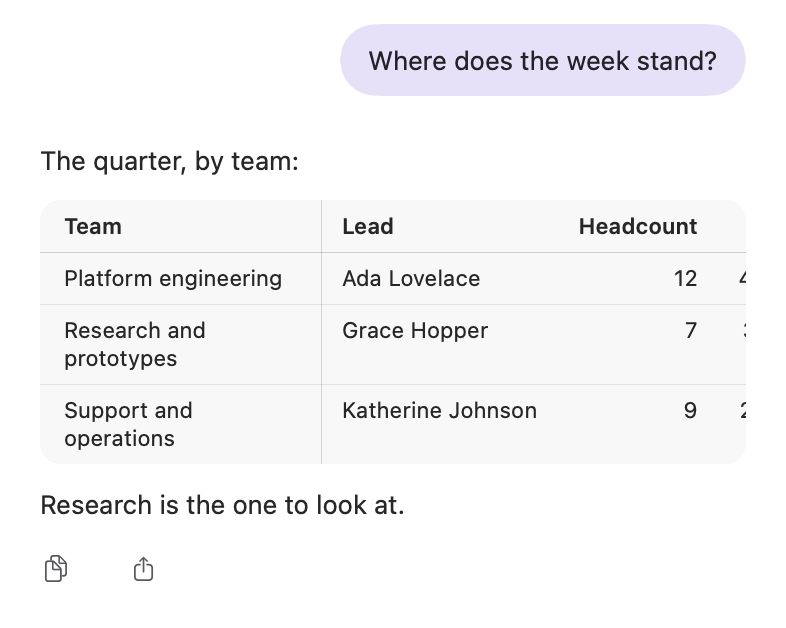 Where does the week stand?
The quarter, by team:
Team Lead Headcount
Platform engineering Ada Lovelace 12
Research and Grace Hopper 7
prototypes
Support and Katherine Johnson 9
operations
Research is the one to look at.